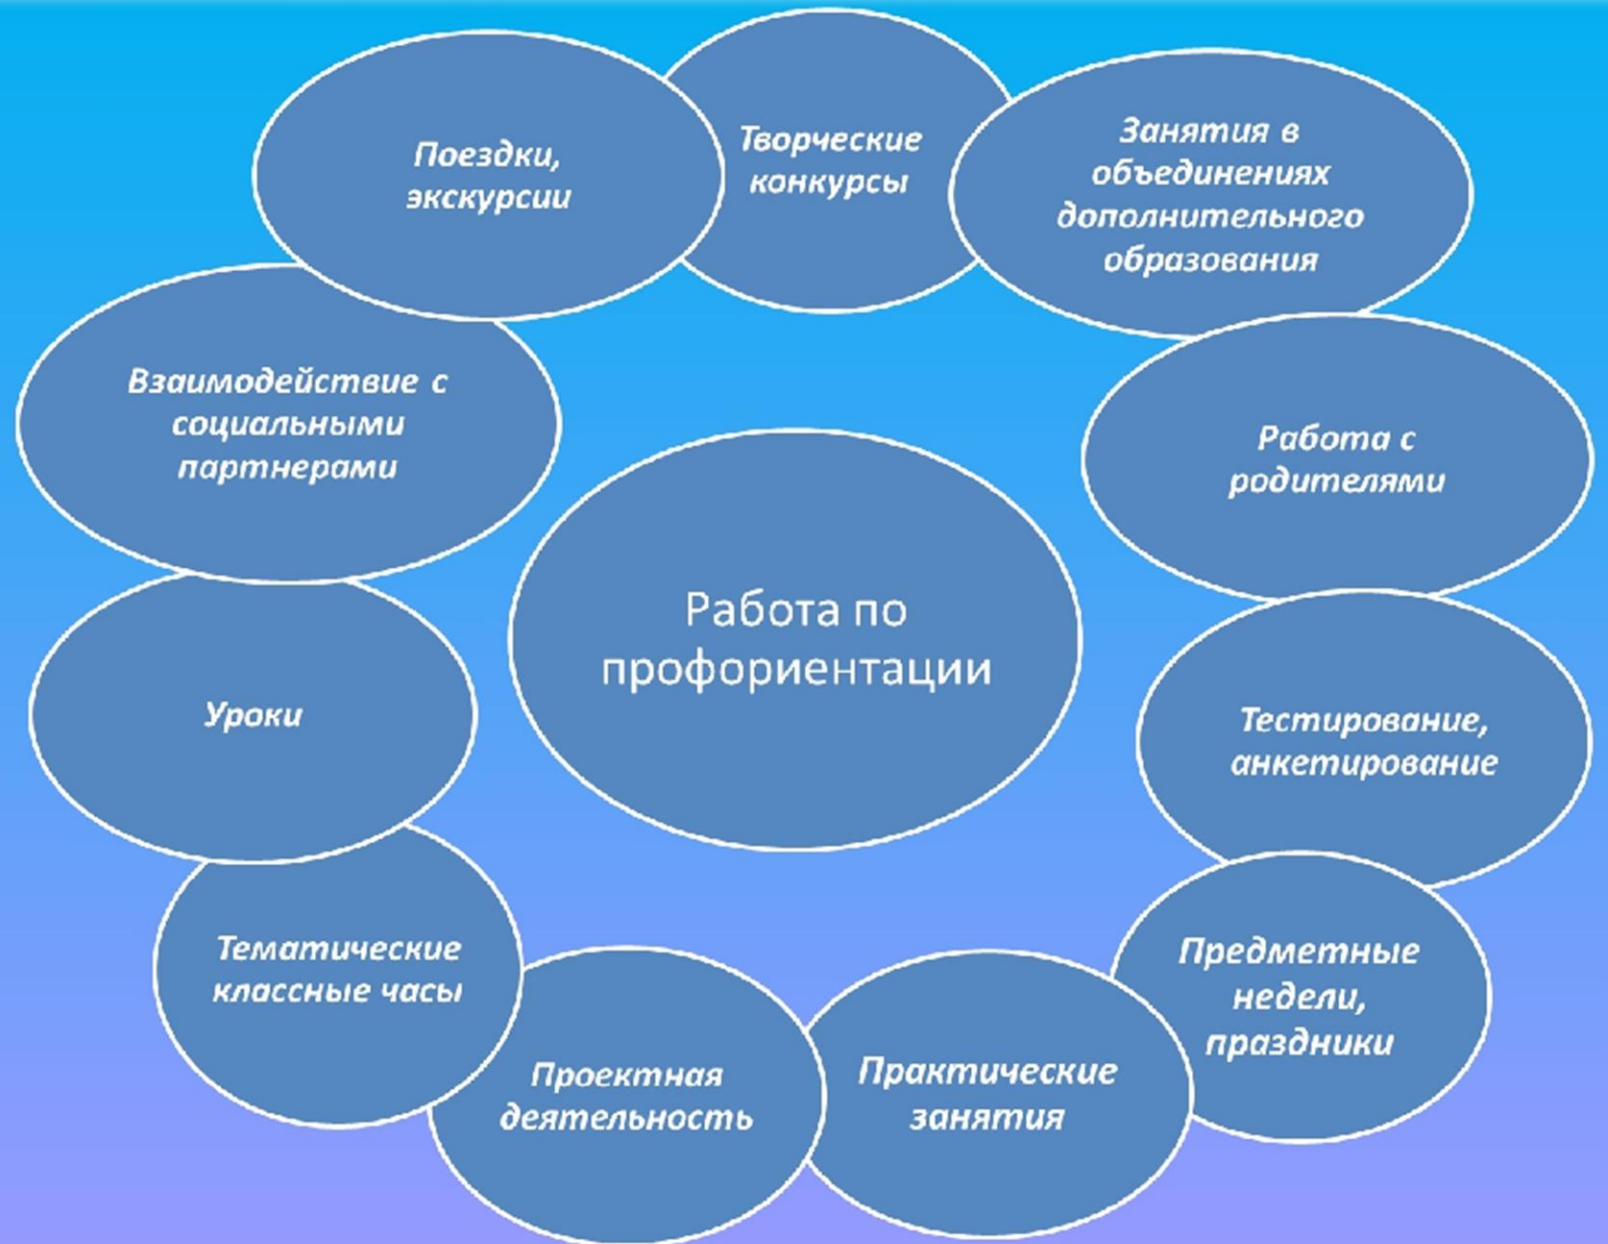 Поездки,
экскурсии
Творческие
конкурсы
Занятия в
объединениях
дополнительного
образования
Взаимодействие с
социальными
партнерами
Работа с
родителями
Работа по
профориентации
Уроки
Тестирование,
анкетирование
Тематические
классные часы
Предметные
недели,
праздники
Проектная
деятельность
Практические
занятия